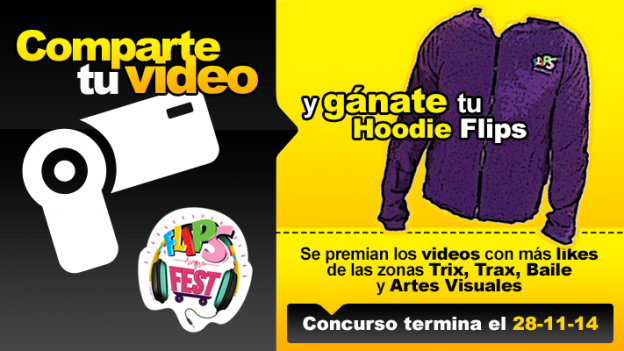 Comparte
tu video
FLIPS
FEST
y gánate tu
Hoodie Flips
Se premian los videos con más likes
de las zonas Trix, Trax, Baile
y Artes Visuales
Concurso termina el 28-11-14